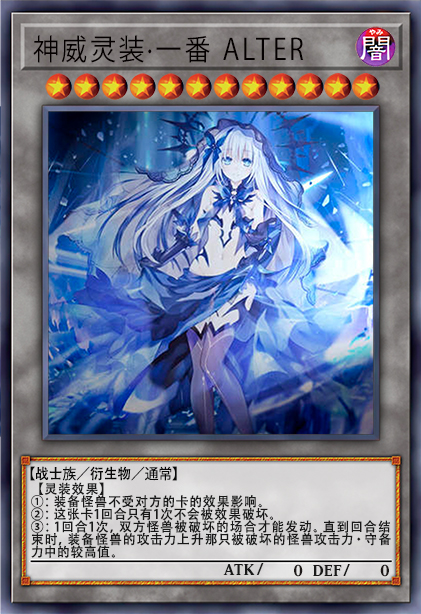 神威灵装·一番 ALTER
やみ
闇
【战士族／衍生物／通常】
【灵装效果】
①：装备怪兽不受对方的卡的效果影响。
②：这张卡1回合只有1次不会被效果破坏。
③：1回合1次，双方怪兽被破坏的场合才能发动。直到回合结
束时，装备怪兽的攻击力上升那只被破坏的怪兽攻击力·守备
力中的较高值。
ATK／ 0 DEF／ 0